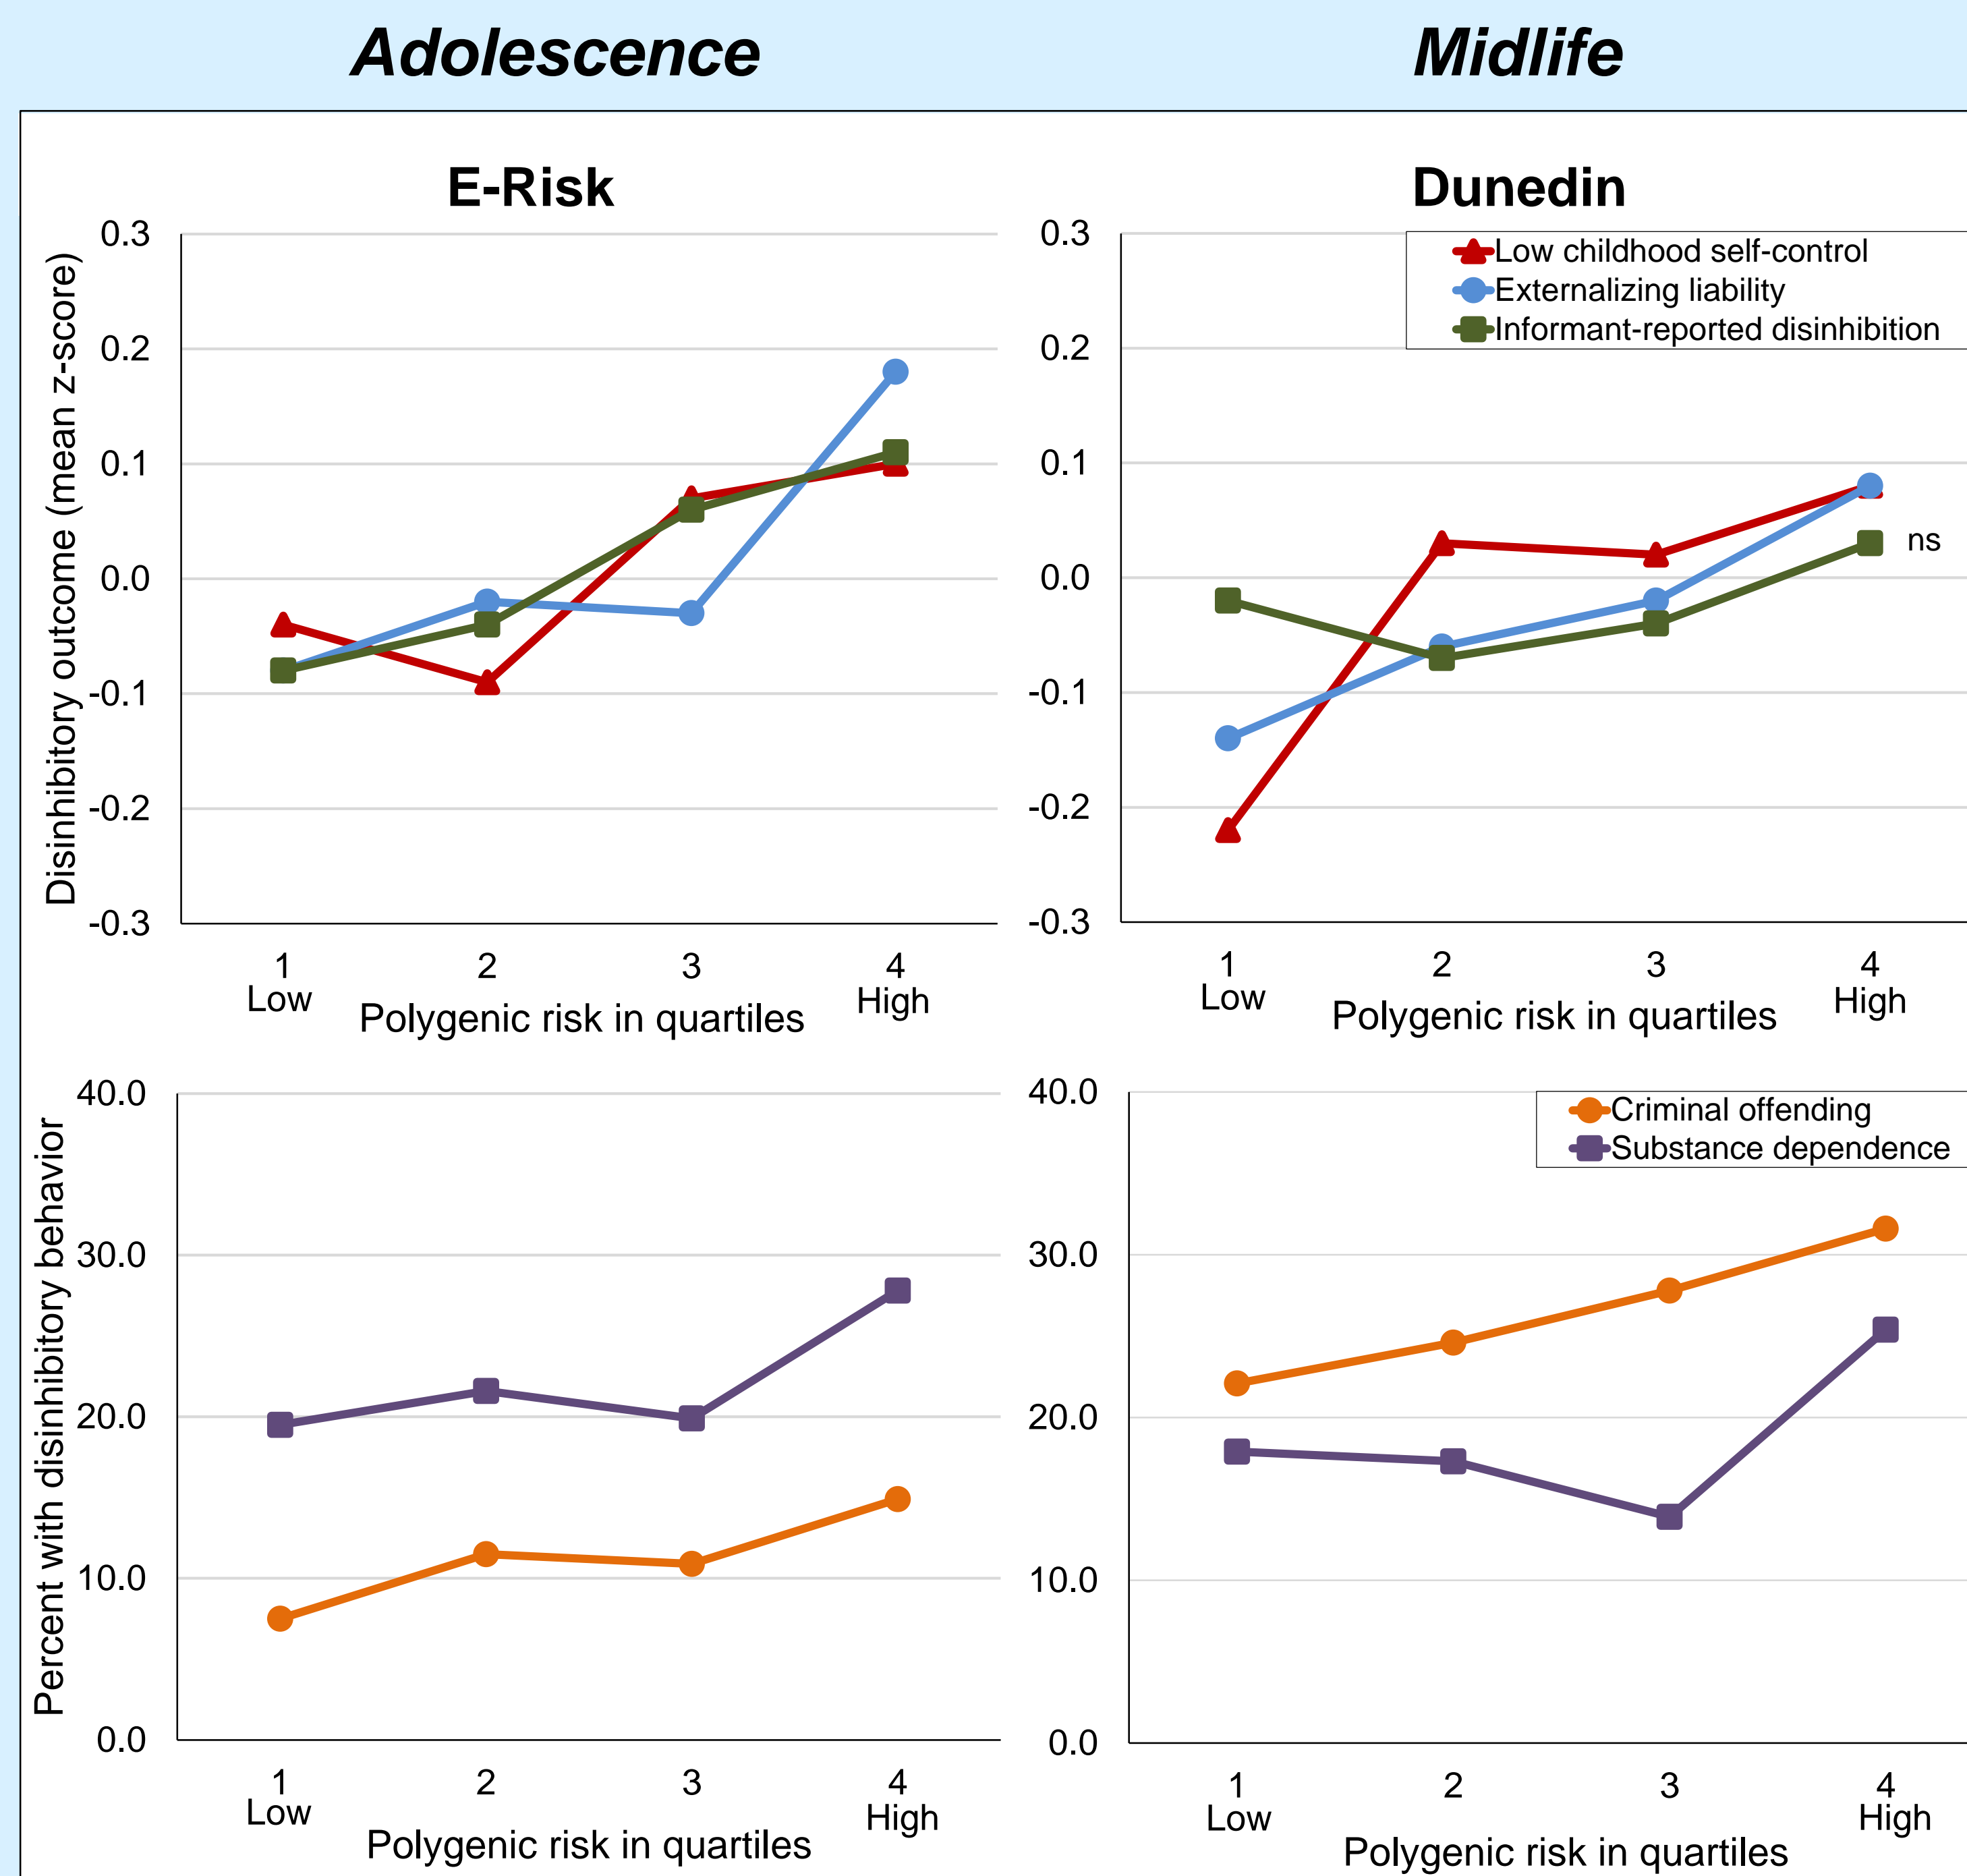 Adolescence
Midlife
E-Risk
Dunedin
Disinhibitory outcome (mean z-score)
0.3
0.2
0.1
0.0
-0.1
-0.2
-0.3
1
Low
2
3
4
High
Polygenic risk in quartiles
0.3
0.2
0.1
0.0
-0.1
-0.2
-0.3
Low childhood self-control
Externalizing liability
Informant-reported disinhibition
ns
1
Low
2
3
4
High
Polygenic risk in quartiles
Percent with disinhibitory behavior
40.0
30.0
20.0
10.0
0.0
1
Low
2
3
4
High
Polygenic risk in quartiles
40.0
30.0
20.0
10.0
0.0
Criminal offending
Substance dependence
1
Low
2
3
4
High
Polygenic risk in quartiles